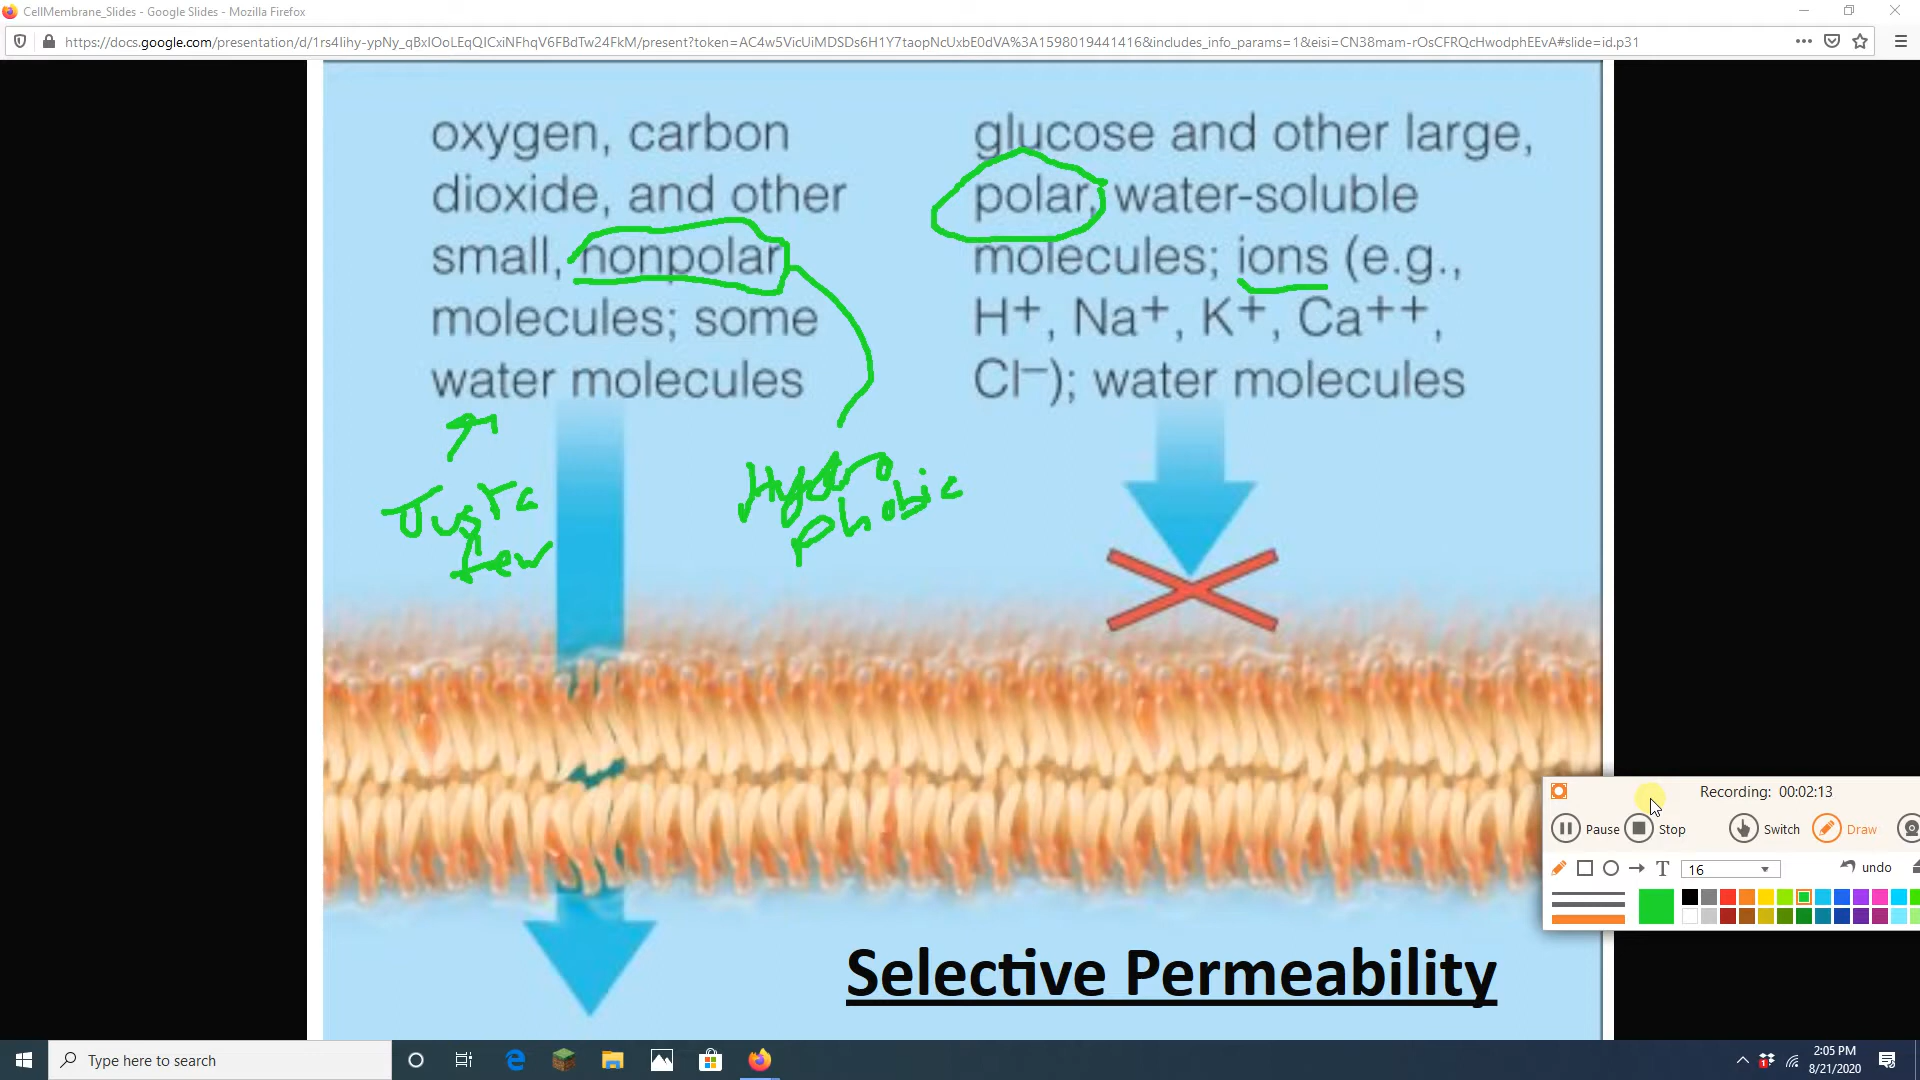 CellMembrane_Slides - Google Slides - Mozilla Firefox
https://docs.google.com/presentation/d/1rs4Iihy-ypNy_qBxIOoLEqQICxiNFhqV6FBdTw24FkM/present?token=AC4w5VicUiMDSDs6H1Y7taopNcUxbE0dVA%3A1598019441416&includes_info_params=1&eisi=CN38mam-rOsCFRQcHwodphEEvA#slide=id.p31
oxygen, carbon
dioxide, and other
small, nonpolar
molecules; some
water molecules
glucose and other large,
polar, water-soluble
molecules; ions (e.g.,
H+, Na+, K+, Ca++,
Cl–); water molecules
Just a
few
Hydro
phobic
Selective Permeability
Recording: 00:02:13
Pause Stop Switch Draw
T 16 undo
Type here to search
2:05 PM
8/21/2020